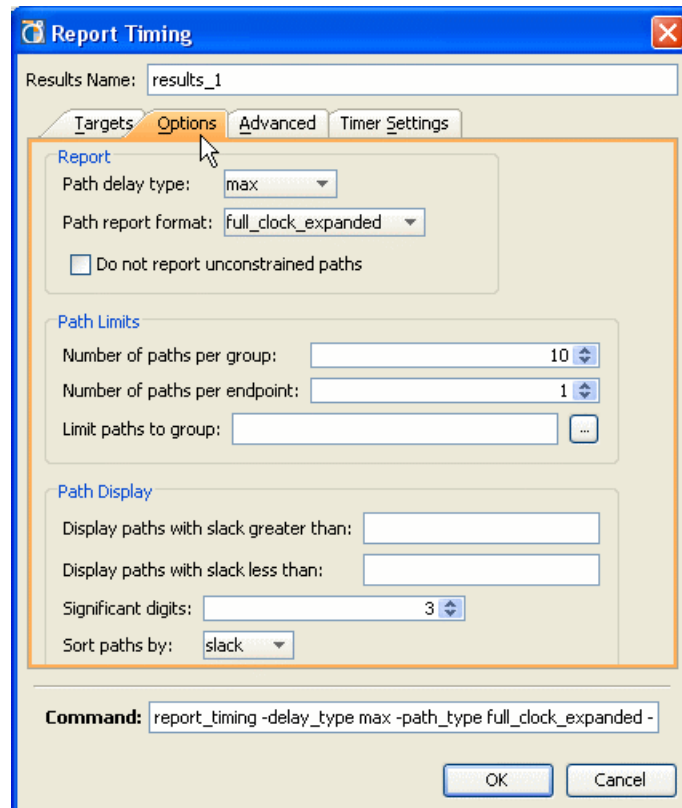 Report Timing
Results Name: results_1
Targets Options Advanced Timer Settings
Report
Path delay type: max
Path report format: full_clock_expanded
Do not report unconstrained paths
Path Limits
Number of paths per group: 10
Number of paths per endpoint: 1
Limit paths to group: ...
Path Display
Display paths with slack greater than:
Display paths with slack less than:
Significant digits: 3
Sort paths by: slack
Command: report_timing -delay_type max -path_type full_clock_expanded -
OK Cancel